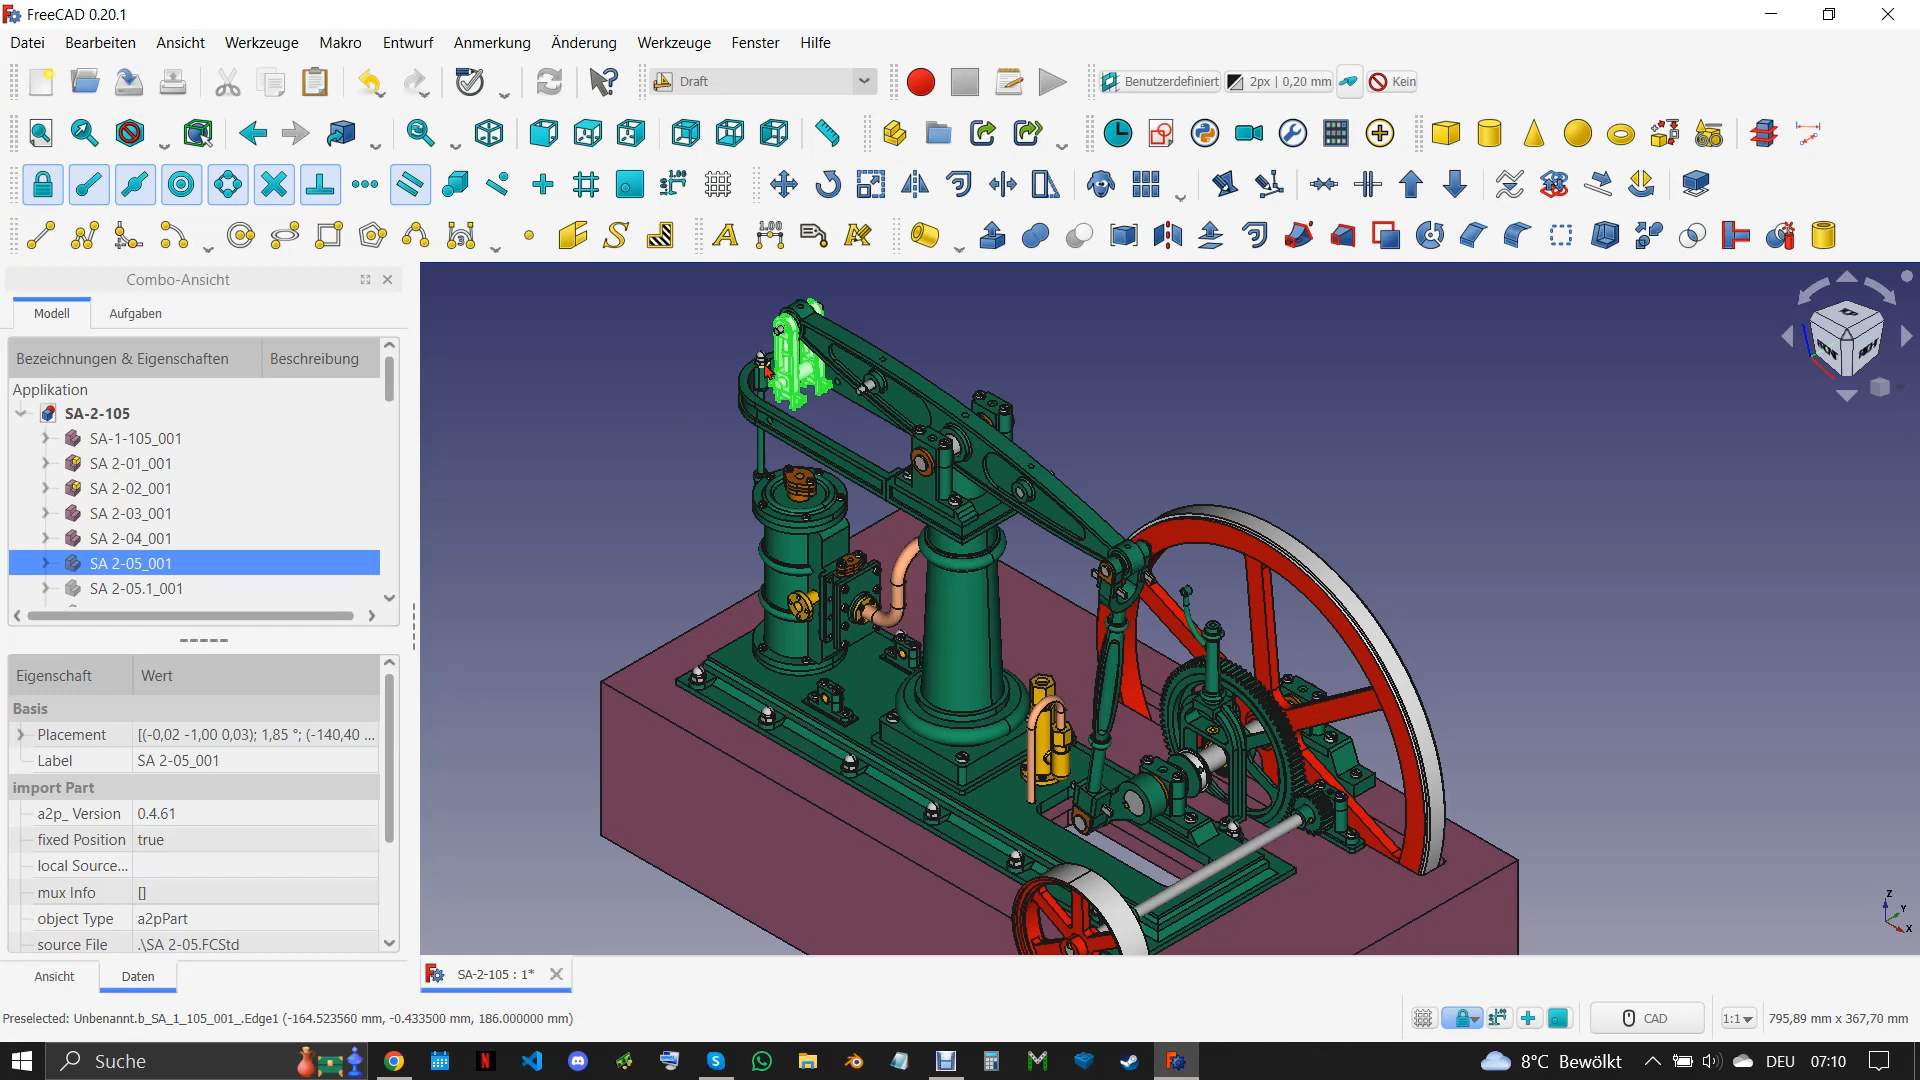 FreeCAD 0.20.1
Datei Bearbeiten Ansicht Werkzeuge Makro Entwurf Anmerkung Änderung Werkzeuge Fenster Hilfe
Draft Benutzerdefiniert 2px | 0,20 mm Kein
1.00
Combo-Ansicht
Modell Aufgaben
Bezeichnungen & Eigenschaften Beschreibung
Applikation
SA-2-105
SA-1-105_001
SA 2-01_001
SA 2-02_001
SA 2-03_001
SA 2-04_001
SA 2-05_001
SA 2-05.1_001
Eigenschaft Wert
Basis
Placement [(-0,02 -1,00 0,03); 1,85 °; (-140,40 ...
Label SA 2-05_001
import Part
a2p_ Version 0.4.61
fixed Position true
local Source...
mux Info []
object Type a2pPart
source File .\SA 2-05.FCStd
Ansicht Daten
SA-2-105 : 1*
Z
Y
X
Preselected: Unbenannt.b_SA_1_105_001_.Edge1 (-164.523560 mm, -0.433500 mm, 186.000000 mm)
CAD 1:1 795,89 mm x 367,70 mm
Suche 8°C Bewölkt DEU 07:10